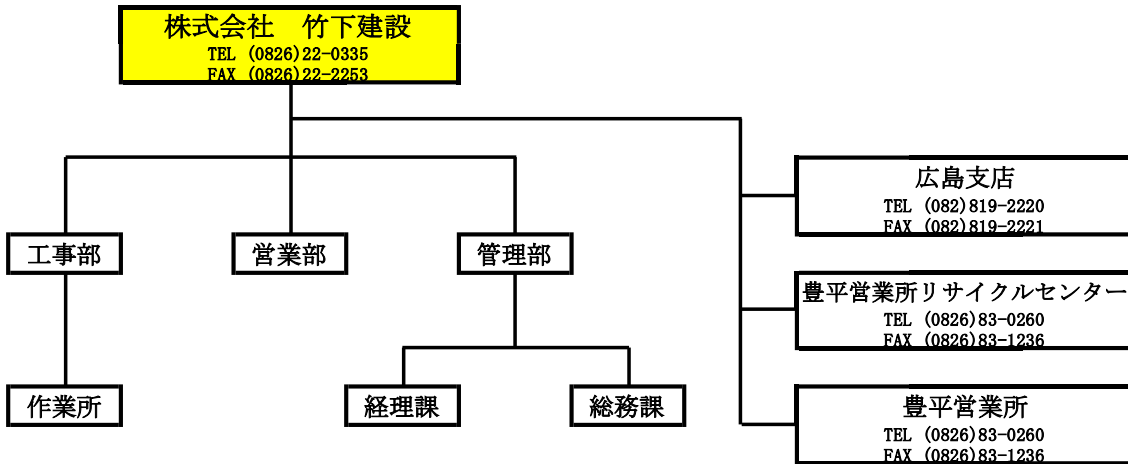 株式会社　竹下建設
TEL (0826)22-0335
FAX (0826)22-2253
広島支店
TEL (082)819-2220
FAX (082)819-2221
工事部
営業部
管理部
豊平営業所リサイクルセンター
TEL (0826)83-0260
FAX (0826)83-1236
作業所
経理課
総務課
豊平営業所
TEL (0826)83-0260
FAX (0826)83-1236